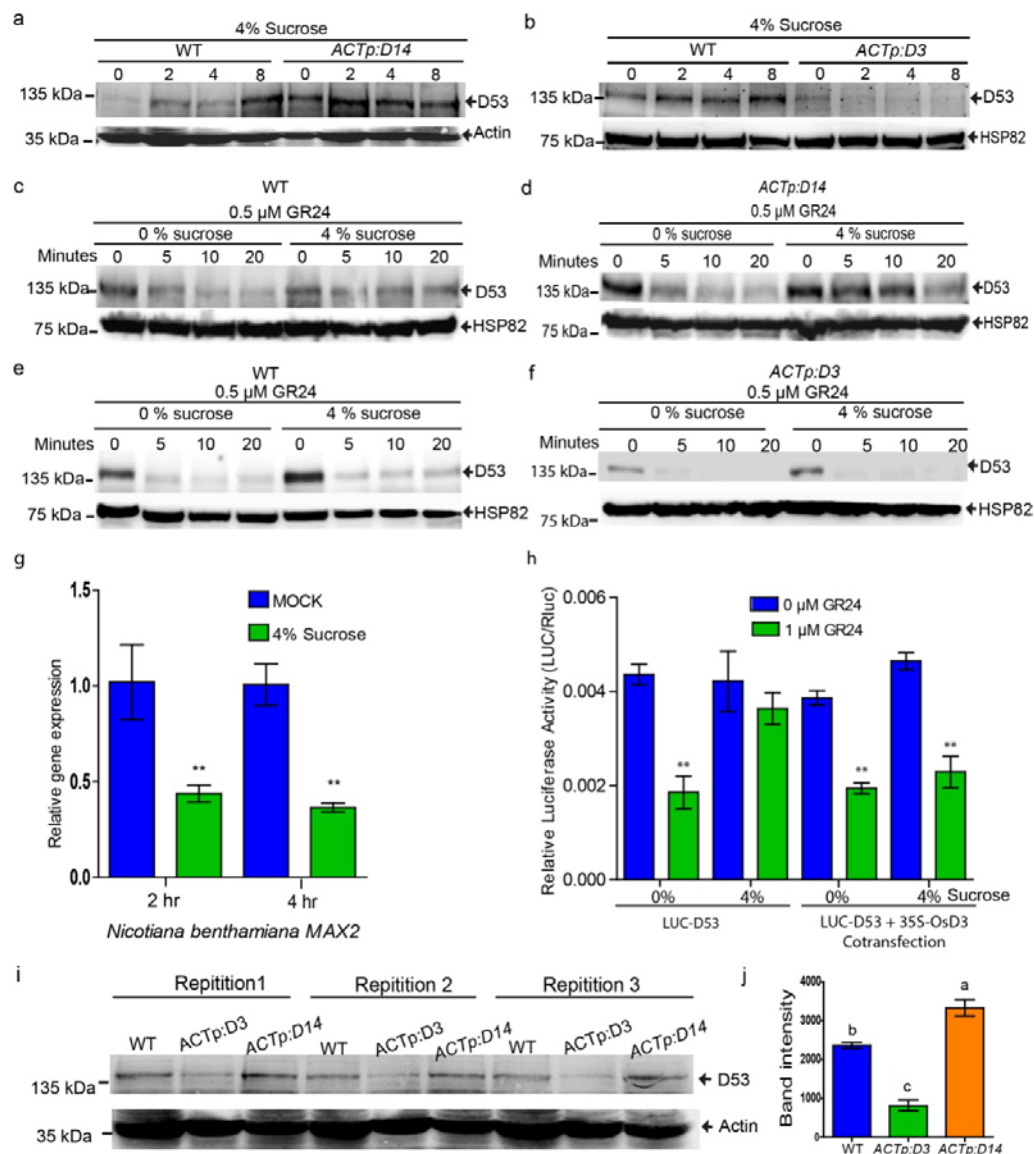 a
4% Sucrose
WT ACTp:D14
0 2 4 8 0 2 4 8
135 kDa
D53
35 kDa
Actin
b
4% Sucrose
WT ACTp:D3
0 2 4 8 0 2 4 8
135 kDa
D53
75 kDa
HSP82
c
WT
0.5 µM GR24
0 % sucrose 4 % sucrose
Minutes 0 5 10 20 0 5 10 20
135 kDa
D53
75 kDa
HSP82
d
ACTp:D14
0.5 µM GR24
0 % sucrose 4 % sucrose
Minutes 0 5 10 20 0 5 10 20
135 kDa
D53
75 kDa
HSP82
e
WT
0.5 µM GR24
0 % sucrose 4 % sucrose
Minutes 0 5 10 20 0 5 10 20
135 kDa
D53
75 kDa
HSP82
f
ACTp:D3
0.5 µM GR24
0 % sucrose 4 % sucrose
Minutes 0 5 10 20 0 5 10 20
135 kDa
D53
75 kDa
HSP82
g
Relative gene expression
1.5
1.0
0.5
0.0
MOCK
4% Sucrose
**
**
2 hr 4 hr
Nicotiana benthamiana MAX2
h
Relative Luciferase Activity (LUC/Rluc)
0.006
0.004
0.002
0.000
0 µM GR24
1 µM GR24
**
**
**
0% 4% 0% 4% Sucrose
LUC-D53 LUC-D53 + 35S-OsD3
Cotransfection
i
Repitition1 Repitition 2 Repitition 3
WT ACTp:D3 ACTp:D14 WT ACTp:D3 ACTp:D14 WT ACTp:D3 ACTp:D14
135 kDa
D53
35 kDa
Actin
j
Band intensity
4000
3000
2000
1000
0
b
c
a
WT ACTp:D3 ACTp:D14